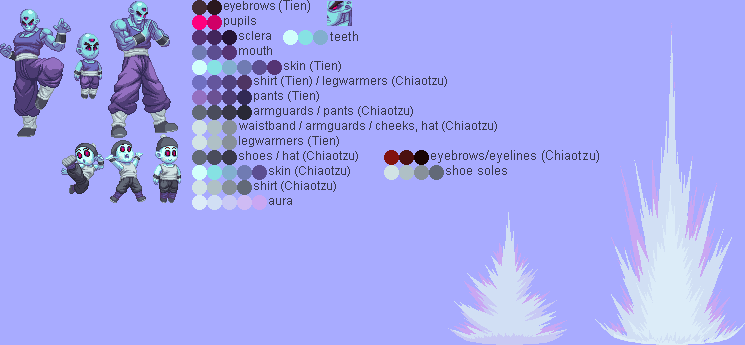 eyebrows (Tien)
pupils
sclera
teeth
mouth
skin (Tien)
shirt (Tien) / legwarmers (Chiaotzu)
pants (Tien)
armguards / pants (Chiaotzu)
waistband / armguards / cheeks, hat (Chiaotzu)
legwarmers (Tien)
shoes / hat (Chiaotzu)
eyebrows/eyelines (Chiaotzu)
skin (Chiaotzu)
shoe soles
shirt (Chiaotzu)
aura